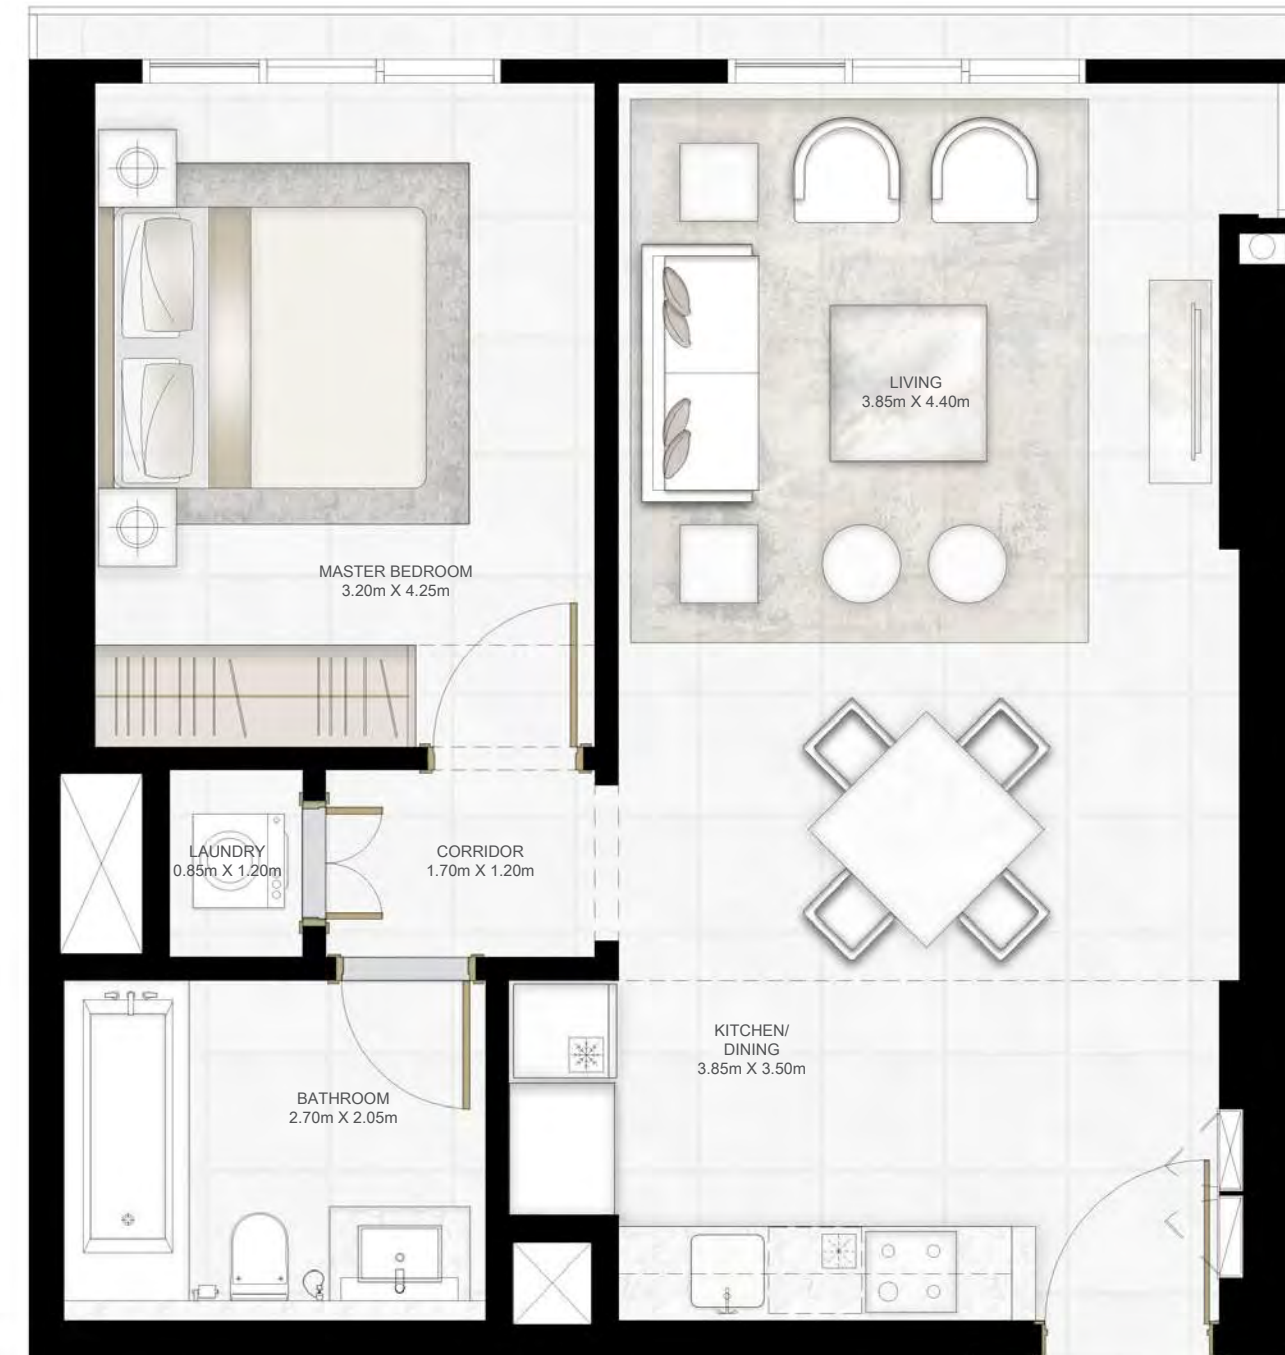 LIVING
3.85m X 4.40m
MASTER BEDROOM
3.20m X 4.25m
LAUNDRY
0.85m X 1.20m
CORRIDOR
1.70m X 1.20m
KITCHEN/
DINING
3.85m X 3.50m
BATHROOM
2.70m X 2.05m